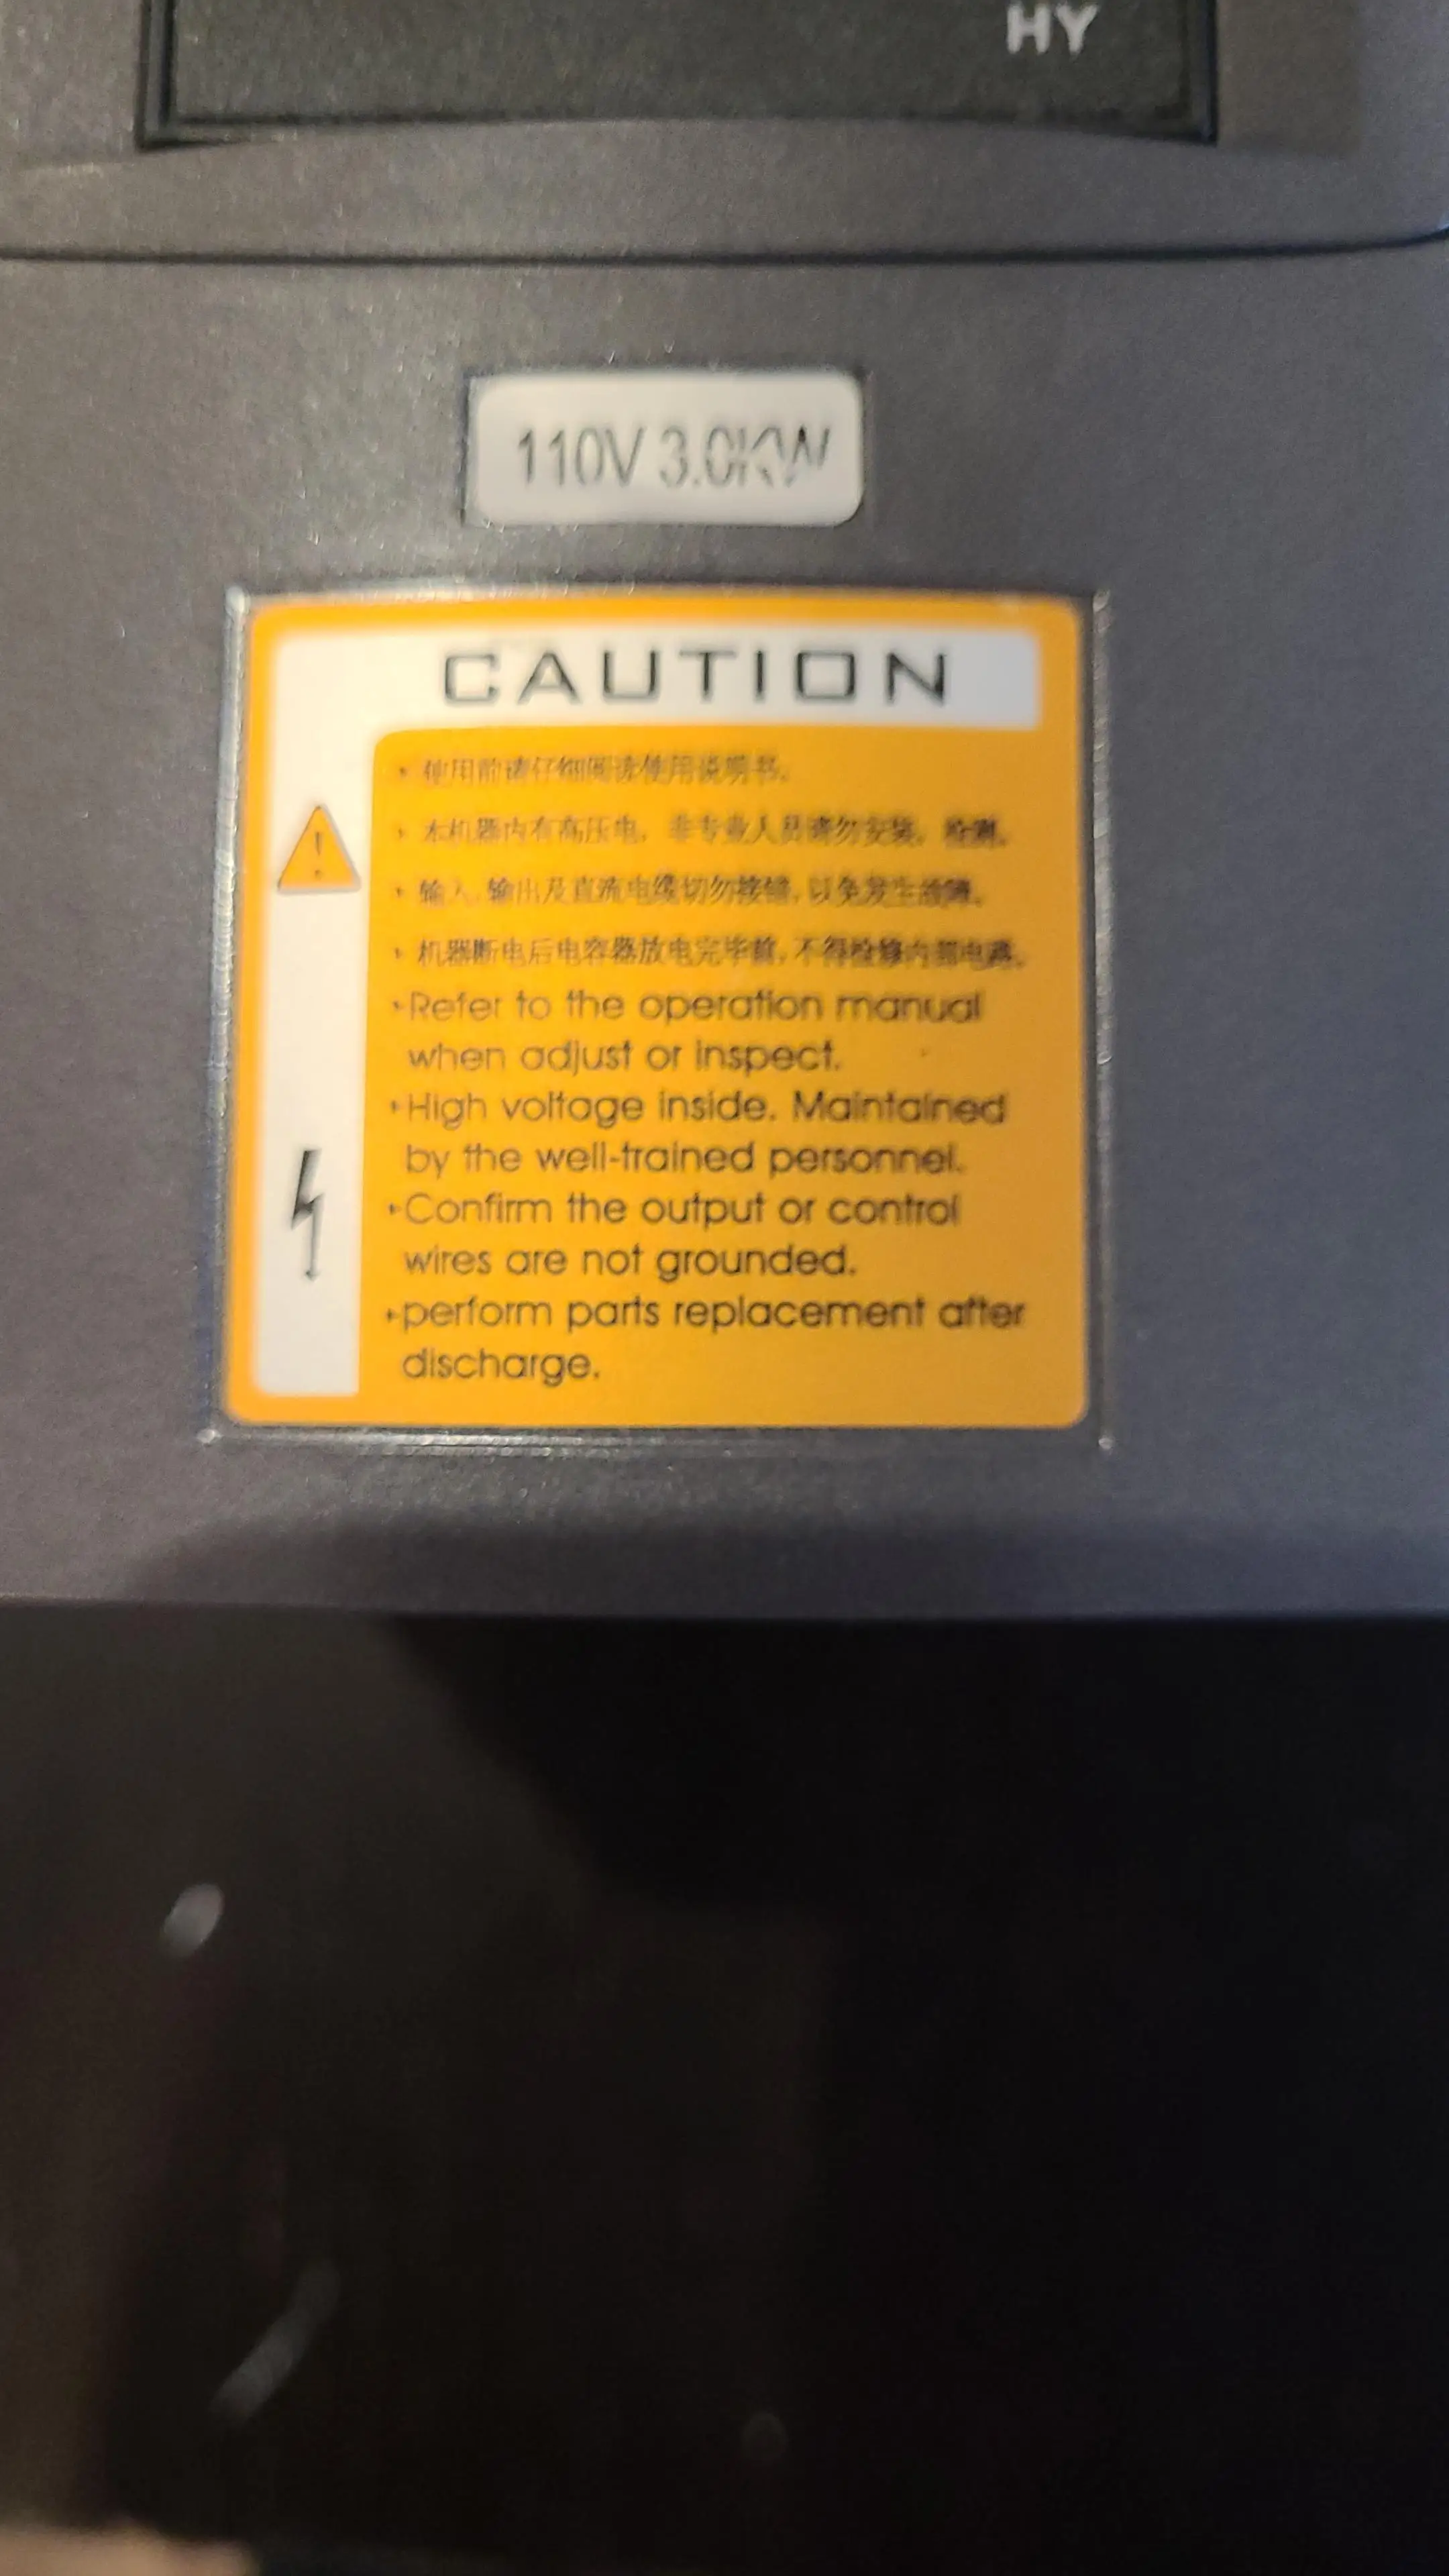 HY
110V 3.0KW
CAUTION
使用前请仔细阅读使用说明书。
本机器内有高压电，非专业人员请勿安装，检测。
输入,输出及直流电缆切勿接错,以免发生故障。
机器断电后电容器放电完毕前,不得检修内部电路。
Refer to the operation manual
when adjust or inspect.
High voltage inside. Maintained
by the well-trained personnel.
Confirm the output or control
wires are not grounded.
perform parts replacement after
discharge.